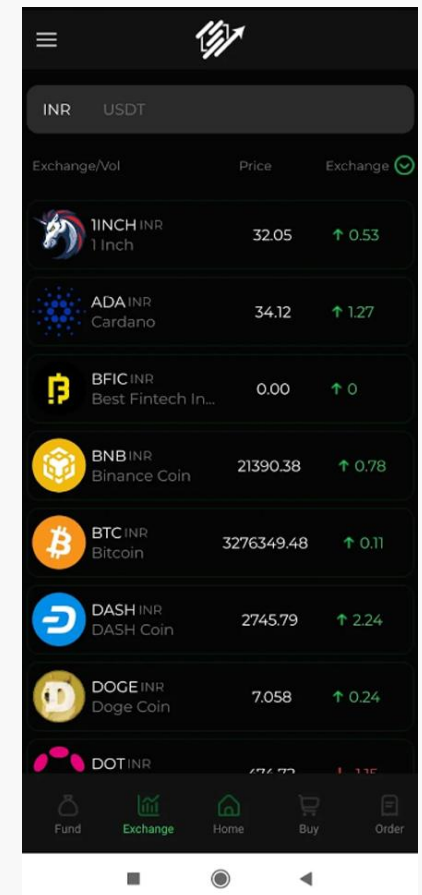 INR USDT
Exchange/Vol Price Exchange
1INCH INR
1 Inch
32.05 ↑ 0.53
ADA INR
Cardano
34.12 ↑ 1.27
BFIC INR
Best Fintech In...
0.00 ↑ 0
BNB INR
Binance Coin
21390.38 ↑ 0.78
BTC INR
Bitcoin
3276349.48 ↑ 0.11
DASH INR
DASH Coin
2745.79 ↑ 2.24
DOGE INR
Doge Coin
7.058 ↑ 0.24
DOT INR
Fund Exchange Home Buy Order